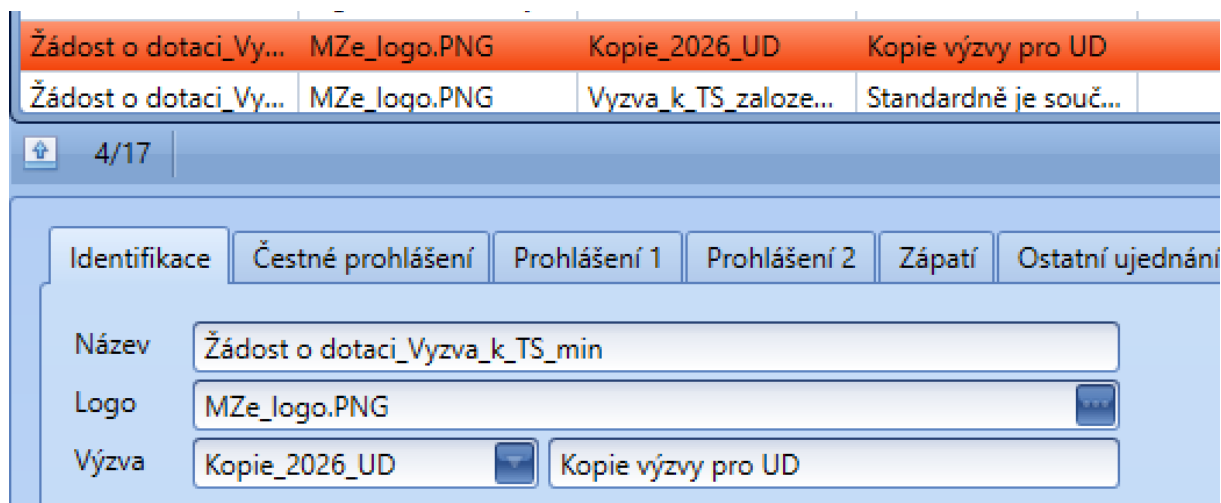 Žádost o dotaci_Vy... MZe_logo.PNG Kopie_2026_UD Kopie výzvy pro UD
Žádost o dotaci_Vy... MZe_logo.PNG Vyzva_k_TS_zaloze... Standardně je souč...
4/17
Identifikace Čestné prohlášení Prohlášení 1 Prohlášení 2 Zápatí Ostatní ujednání
Název Žádost o dotaci_Vyzva_k_TS_min
Logo MZe_logo.PNG
Výzva Kopie_2026_UD Kopie výzvy pro UD